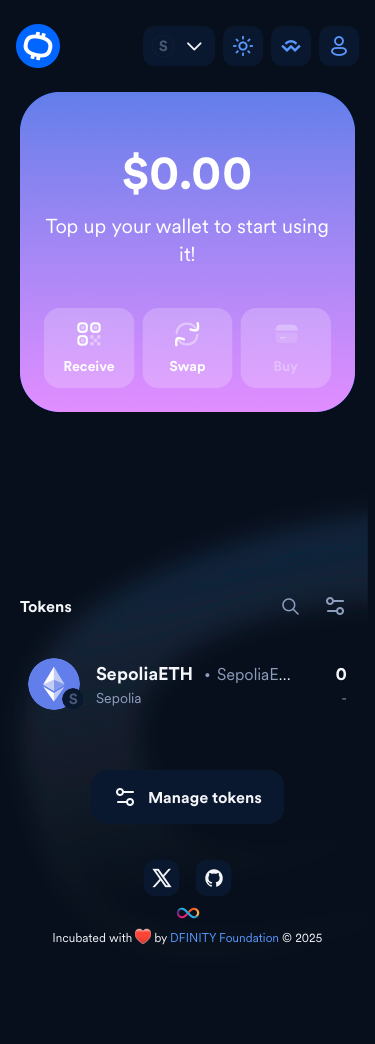 S
$0.00
Top up your wallet to start using
it!
Receive Swap Buy
Tokens
SepoliaETH • SepoliaE... 0
S
Sepolia -
Manage tokens
Incubated with ❤️ by DFINITY Foundation © 2025